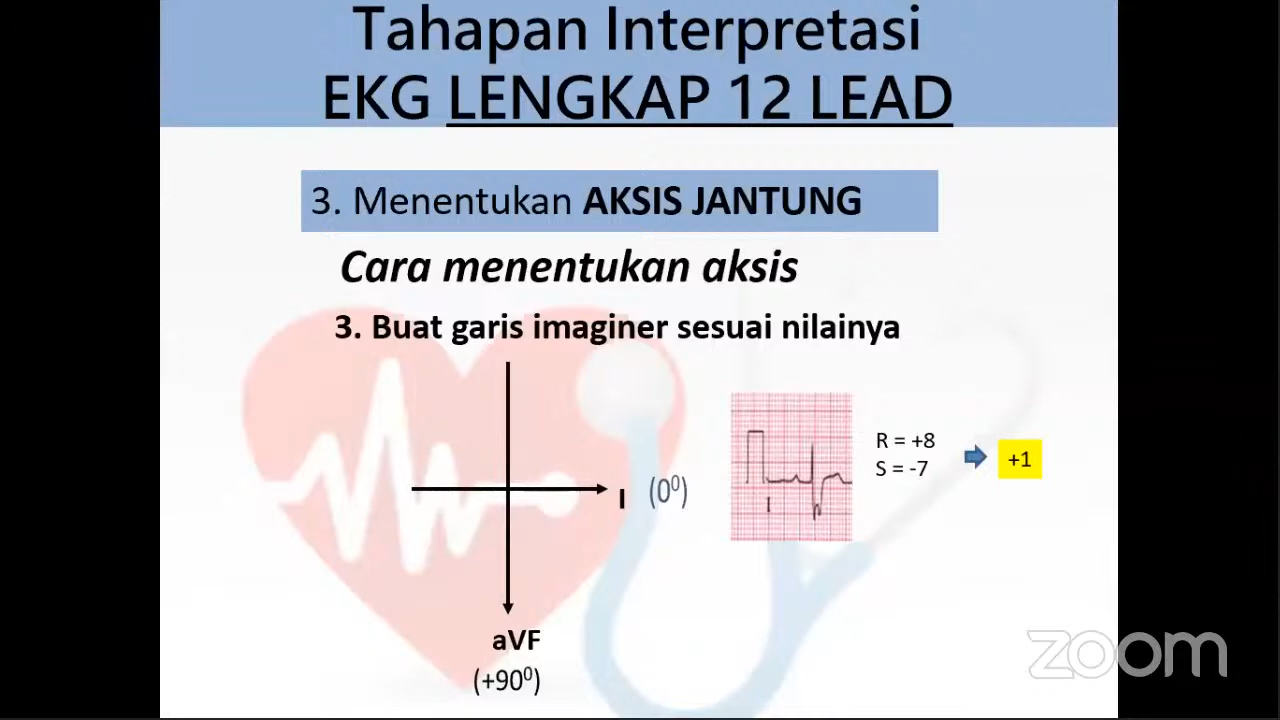 Tahapan Interpretasi
EKG LENGKAP 12 LEAD
3. Menentukan AKSIS JANTUNG
Cara menentukan aksis
3. Buat garis imaginer sesuai nilainya
R = +8
S = -7
+1
I (0⁰)
I
aVF
(+90⁰)
zoom